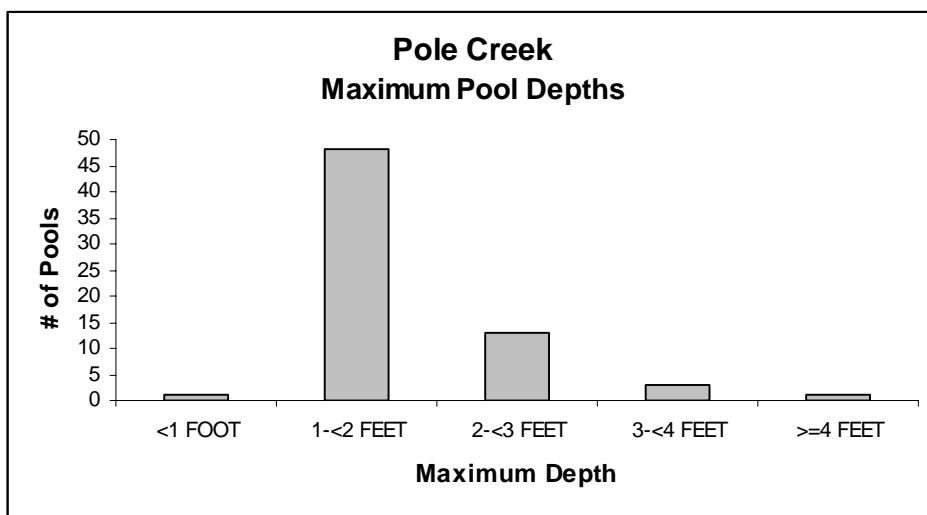 Pole Creek
Maximum Pool Depths
# of Pools
50
45
40
35
30
25
20
15
10
5
0
<1 FOOT 1-<2 FEET 2-<3 FEET 3-<4 FEET >=4 FEET
Maximum Depth